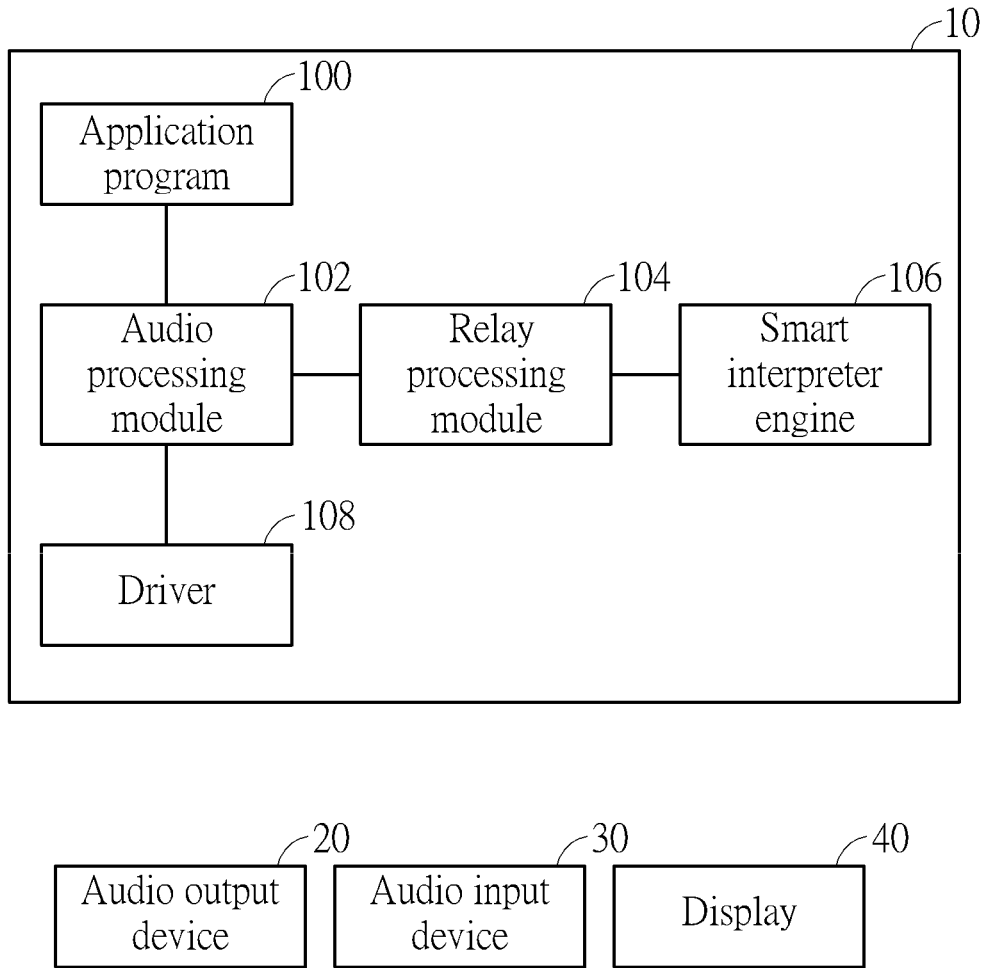 10
100
Application
program
102
Audio
processing
module
104
Relay
processing
module
106
Smart
interpreter
engine
108
Driver
20
Audio output
device
30
Audio input
device
40
Display